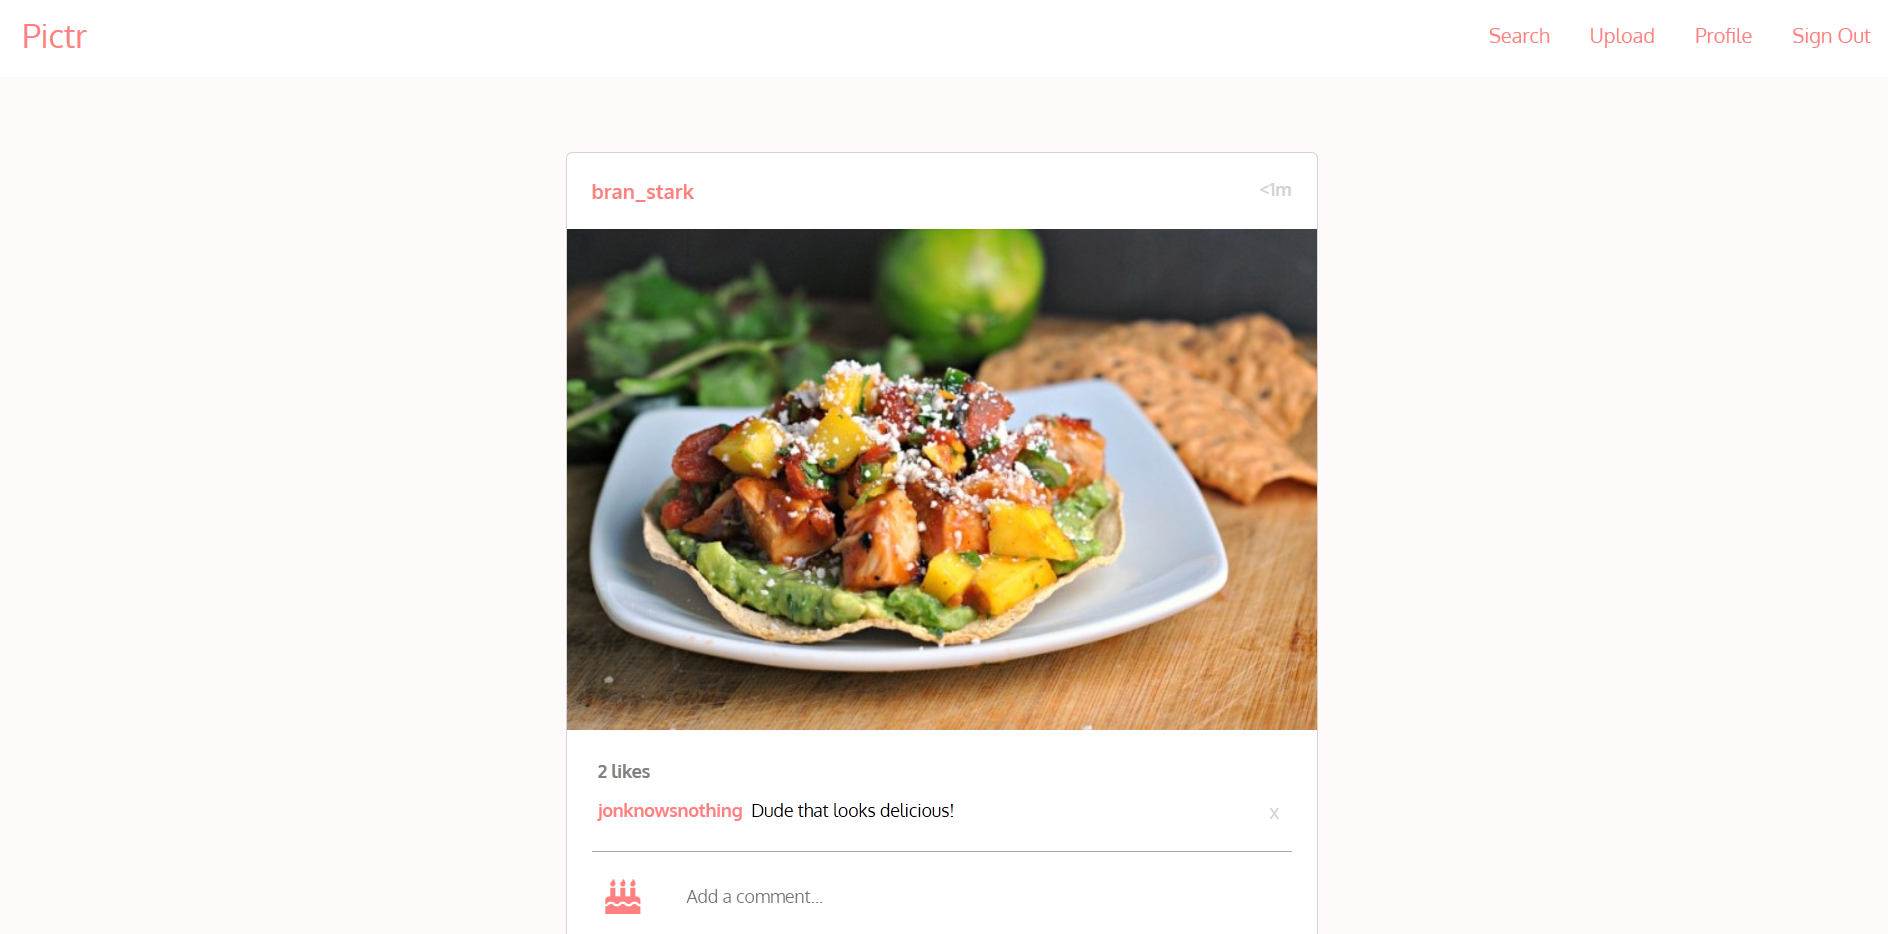 Pictr Search Upload Profile Sign Out
bran_stark <1m
2 likes
jonknowsnothing Dude that looks delicious! x
Add a comment...